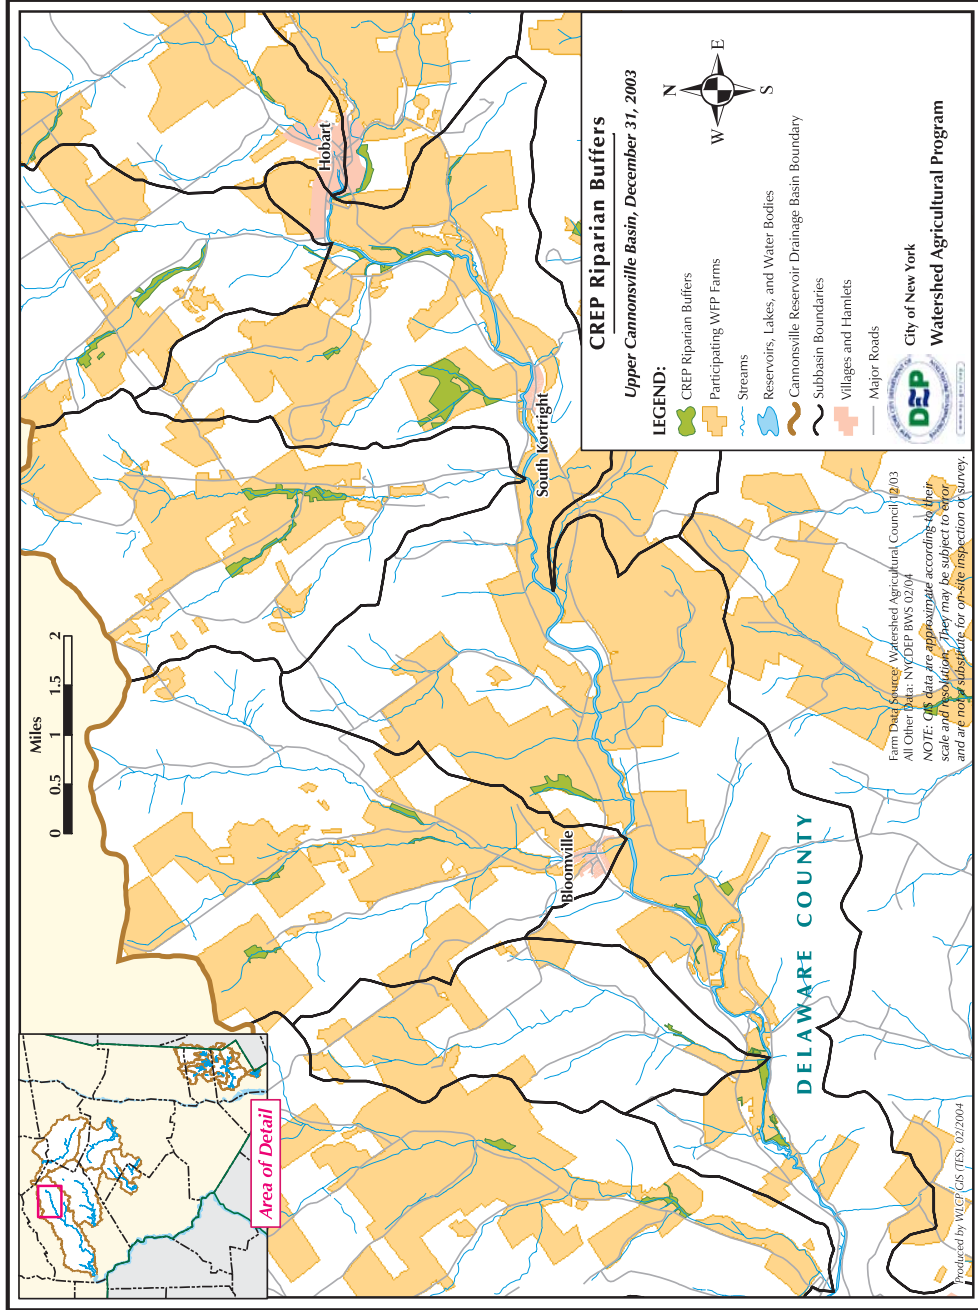 Miles
0 0.5 1 1.5 2
Area of Detail
Hobart
South Kortright
Bloomville
DELAWARE COUNTY
CREP Riparian Buffers
Upper Cannonsville Basin, December 31, 2003
LEGEND:
CREP Riparian Buffers
Participating WFP Farms
Streams
Reservoirs, Lakes, and Water Bodies
Cannonsville Reservoir Drainage Basin Boundary
Subbasin Boundaries
Villages and Hamlets
Major Roads
N
W E
S
DEP
City of New York
Watershed Agricultural Program
Farm Data Source: Watershed Agricultural Council 12/03
All Other Data: NYCDEP BWS 02/04
NOTE: GIS data are approximate according to their
scale and resolution. They may be subject to error
and are not a substitute for on-site inspection or survey.
Produced by WLCP GIS (TES), 02/2004